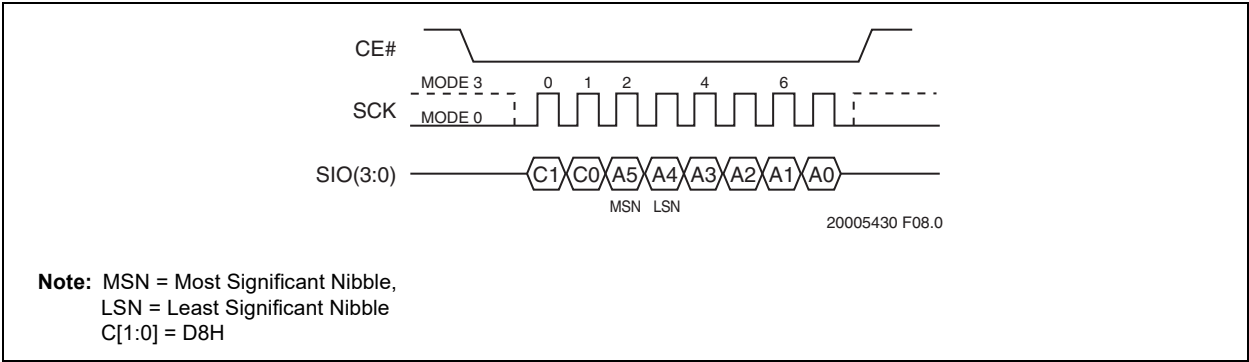 CE#
MODE 3
0 1 2 4 6
SCK
MODE 0
SIO(3:0)
C1 C0 A5 A4 A3 A2 A1 A0
MSN LSN
20005430 F08.0
Note: MSN = Most Significant Nibble,
LSN = Least Significant Nibble
C[1:0] = D8H